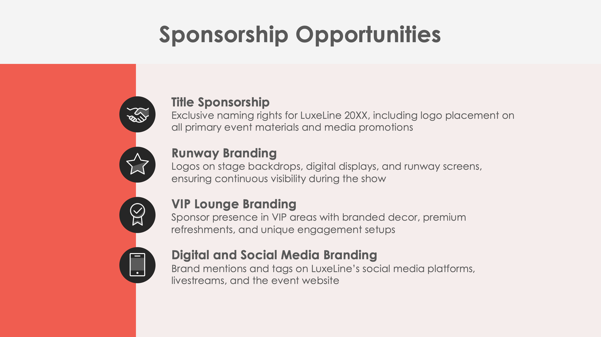 Sponsorship Opportunities
Title Sponsorship
Exclusive naming rights for LuxeLine 20XX, including logo placement on
all primary event materials and media promotions
Runway Branding
Logos on stage backdrops, digital displays, and runway screens,
ensuring continuous visibility during the show
VIP Lounge Branding
Sponsor presence in VIP areas with branded decor, premium
refreshments, and unique engagement setups
Digital and Social Media Branding
Brand mentions and tags on LuxeLine’s social media platforms,
livestreams, and the event website